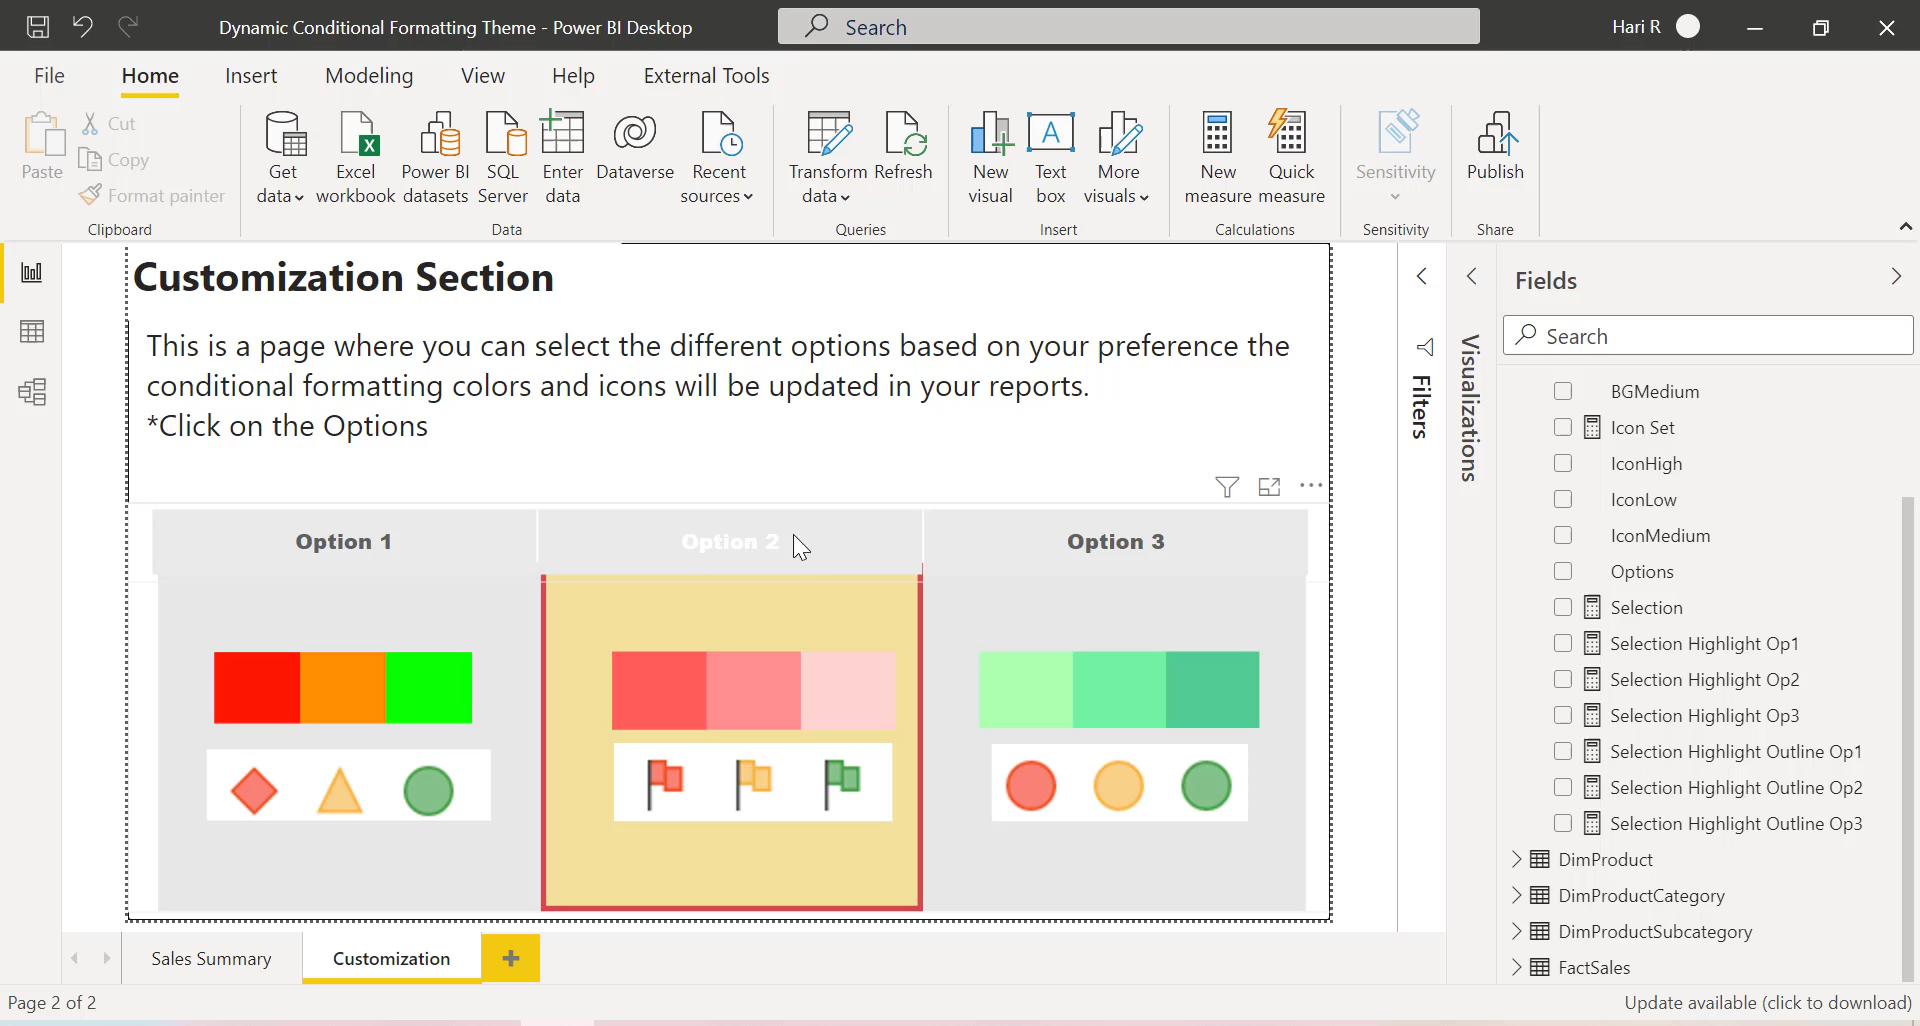 Dynamic Conditional Formatting Theme - Power BI Desktop
Search
Hari R
File Home Insert Modeling View Help External Tools
Paste
Cut
Copy
Format painter
Clipboard
Get data
Excel workbook
Power BI datasets
SQL Server
Enter data
Dataverse
Recent sources
Data
Transform data
Refresh
Queries
New visual
Text box
More visuals
Insert
New measure
Quick measure
Calculations
Sensitivity
Sensitivity
Publish
Share
Customization Section
This is a page where you can select the different options based on your preference the
conditional formatting colors and icons will be updated in your reports.
*Click on the Options
Option 1 Option 2 Option 3
Filters
Visualizations
Fields
Search
BGMedium
Icon Set
IconHigh
IconLow
IconMedium
Options
Selection
Selection Highlight Op1
Selection Highlight Op2
Selection Highlight Op3
Selection Highlight Outline Op1
Selection Highlight Outline Op2
Selection Highlight Outline Op3
DimProduct
DimProductCategory
DimProductSubcategory
FactSales
Sales Summary Customization
Page 2 of 2
Update available (click to download)